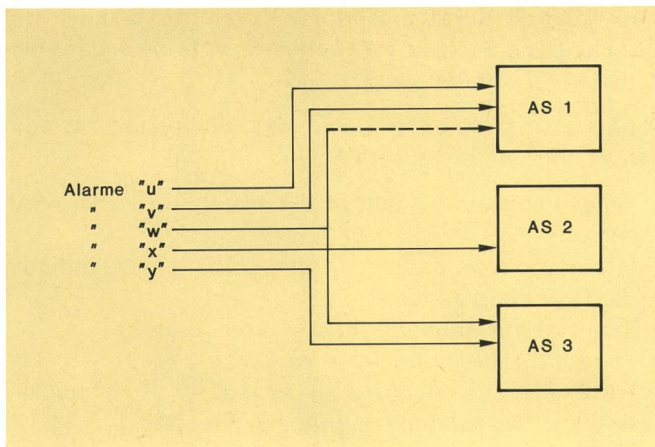 AS 1
Alarme "u"
" "v"
" "w"
" "x"
" "y"
AS 2
AS 3